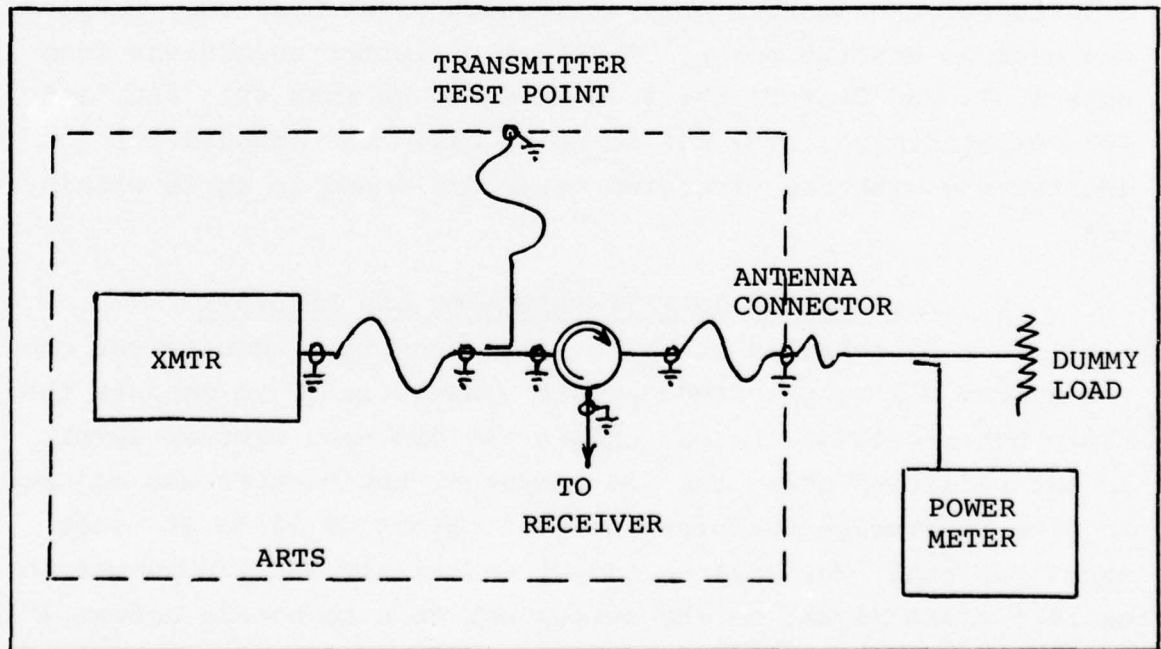 TRANSMITTER
TEST POINT
ANTENNA
CONNECTOR
XMTR
DUMMY
LOAD
TO
RECEIVER
POWER
METER
ARTS